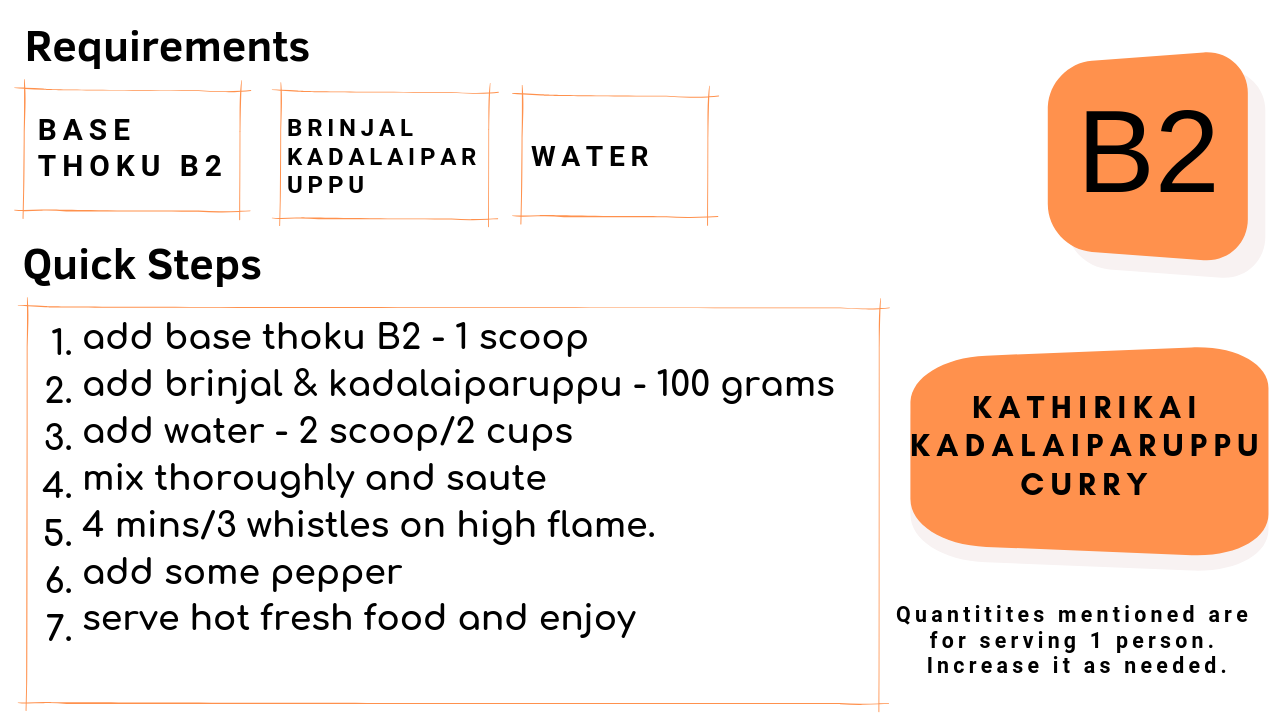 Requirements
BASE
THOKU B2
BRINJAL
KADALAIPAR
UPPU
WATER
B2
Quick Steps
1. add base thoku B2 - 1 scoop
2. add brinjal & kadalaiparuppu - 100 grams
3. add water - 2 scoop/2 cups
4. mix thoroughly and saute
5. 4 mins/3 whistles on high flame.
6. add some pepper
7. serve hot fresh food and enjoy
KATHIRIKAI
KADALAIPARUPPU
CURRY
Quantitites mentioned are
for serving 1 person.
Increase it as needed.